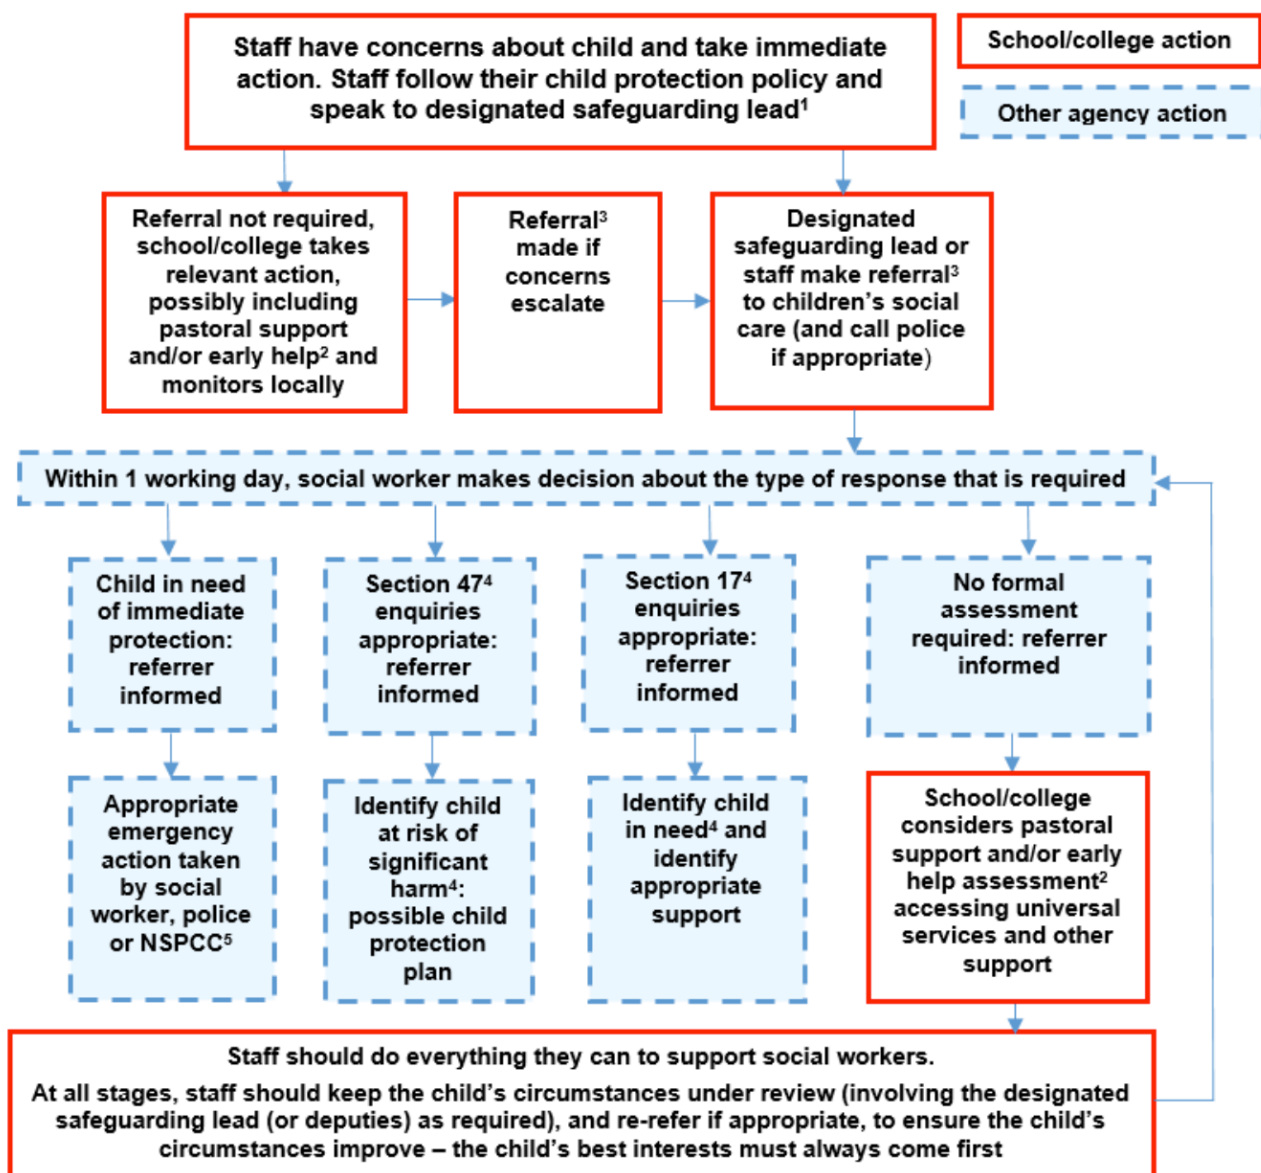 Staff have concerns about child and take immediate
action. Staff follow their child protection policy and
speak to designated safeguarding lead¹
School/college action
Other agency action
Referral not required,
school/college takes
relevant action,
possibly including
pastoral support
and/or early help² and
monitors locally
Referral³
made if
concerns
escalate
Designated
safeguarding lead or
staff make referral³
to children’s social
care (and call police
if appropriate)
Within 1 working day, social worker makes decision about the type of response that is required
Child in need
of immediate
protection:
referrer
informed
Section 47⁴
enquiries
appropriate:
referrer
informed
Section 17⁴
enquiries
appropriate:
referrer
informed
No formal
assessment
required: referrer
informed
Appropriate
emergency
action taken
by social
worker, police
or NSPCC⁵
Identify child
at risk of
significant
harm⁴:
possible child
protection
plan
Identify child
in need⁴ and
identify
appropriate
support
School/college
considers pastoral
support and/or early
help assessment²
accessing universal
services and other
support
Staff should do everything they can to support social workers.
At all stages, staff should keep the child’s circumstances under review (involving the designated
safeguarding lead (or deputies) as required), and re-refer if appropriate, to ensure the child’s
circumstances improve – the child’s best interests must always come first